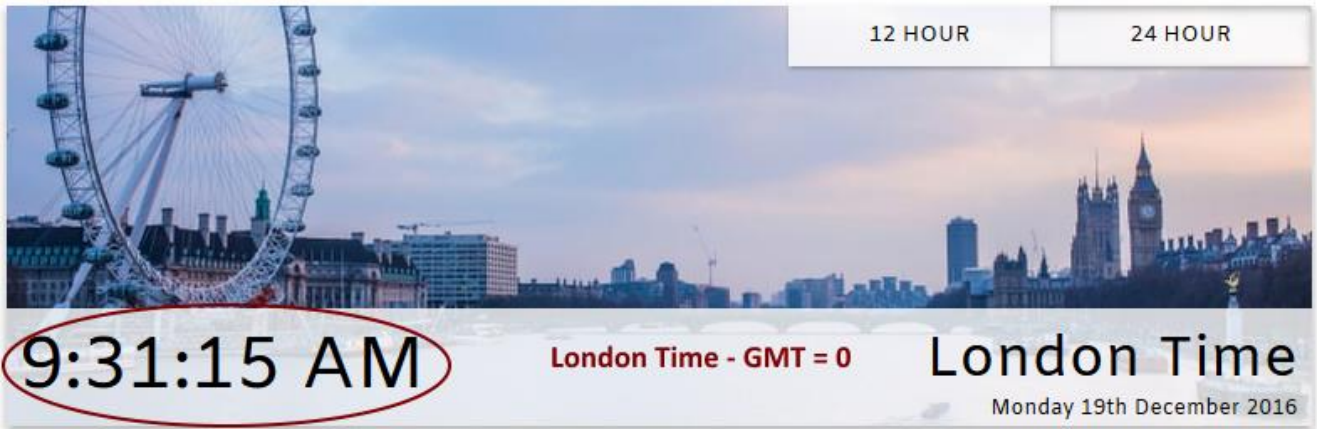 12 HOUR
24 HOUR
9:31:15 AM
London Time - GMT = 0
London Time
Monday 19th December 2016